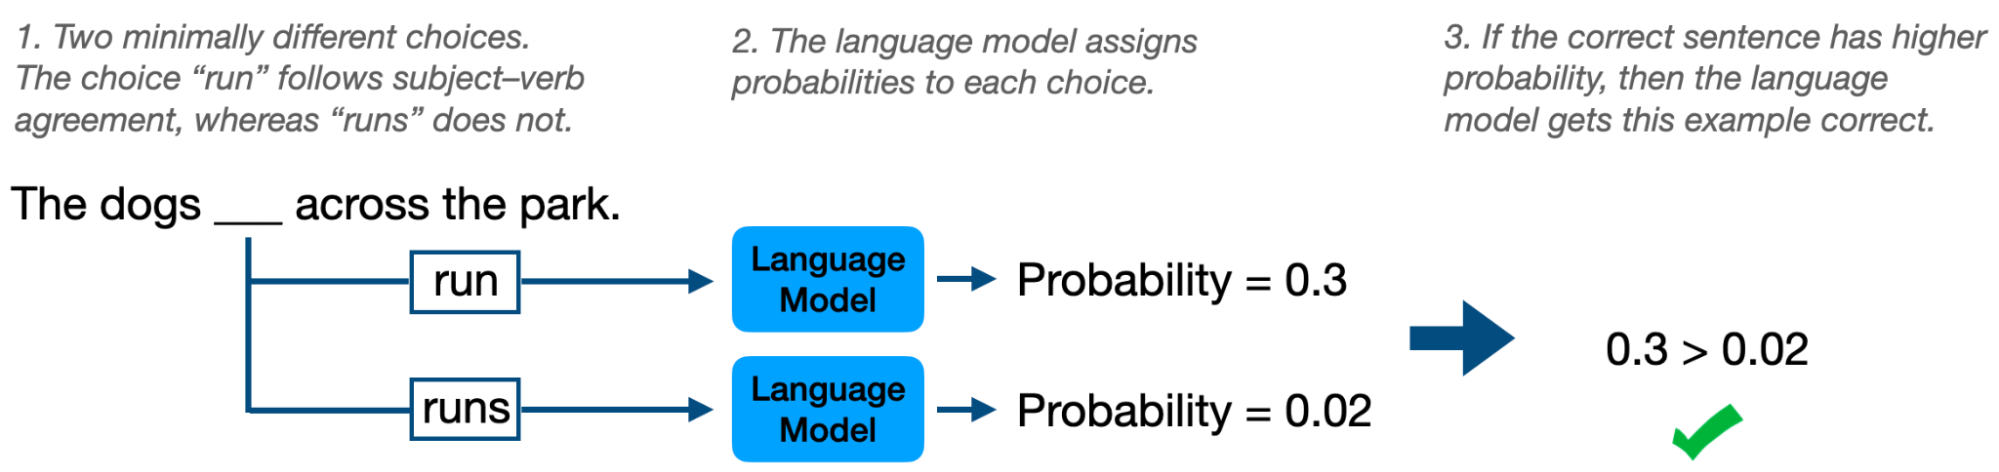 1. Two minimally different choices.
The choice “run” follows subject–verb
agreement, whereas “runs” does not.
2. The language model assigns
probabilities to each choice.
3. If the correct sentence has higher
probability, then the language
model gets this example correct.
The dogs ___ across the park.
run
Language
Model
Probability = 0.3
runs
Language
Model
Probability = 0.02
0.3 > 0.02